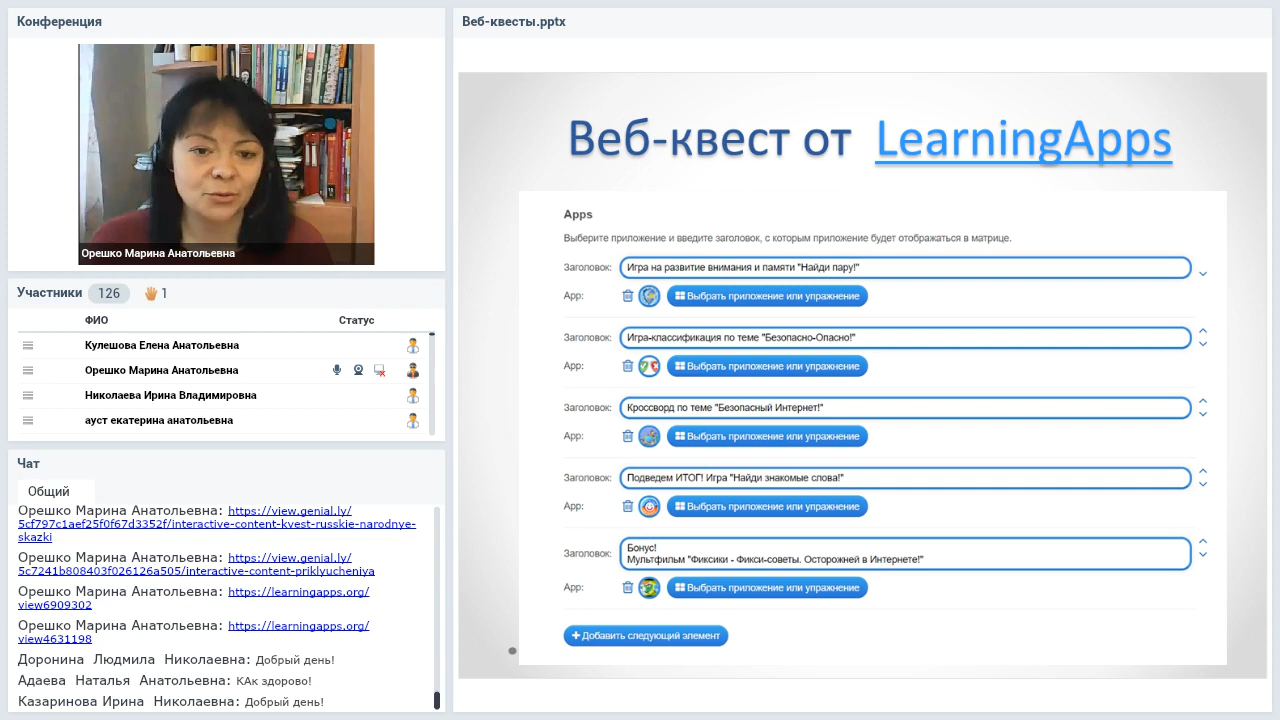 Конференция
Орешко Марина Анатольевна
Участники 126 1
ФИО Статус
Кулешова Елена Анатольевна
Орешко Марина Анатольевна
Николаева Ирина Владимировна
ауст екатерина анатольевна
Чат
Общий
Орешко Марина Анатольевна: https://view.genial.ly/
5cf797c1aef25f0f67d3352f/interactive-content-kvest-russkie-narodnye-
skazki
Орешко Марина Анатольевна: https://view.genial.ly/
5c7241b808403f026126a505/interactive-content-priklyucheniya
Орешко Марина Анатольевна: https://learningapps.org/
view6909302
Орешко Марина Анатольевна: https://learningapps.org/
view4631198
Доронина Людмила Николаевна: Добрый день!
Адаева Наталья Анатольевна: КАк здорово!
Казаринова Ирина Николаевна: Добрый день!
Веб-квесты.pptx
Веб-квест от LearningApps
Apps
Выберите приложение и введите заголовок, с которым приложение будет отображаться в матрице.
Заголовок: Игра на развитие внимания и памяти "Найди пару!"
App: Выбрать приложение или упражнение
Заголовок: Игра-классификация по теме "Безопасно-Опасно!"
App: Выбрать приложение или упражнение
Заголовок: Кроссворд по теме "Безопасный Интернет!"
App: Выбрать приложение или упражнение
Заголовок: Подведем ИТОГ! Игра "Найди знакомые слова!"
App: Выбрать приложение или упражнение
Заголовок: Бонус!
Мультфильм "Фиксики - Фикси-советы. Осторожней в Интернете!"
App: Выбрать приложение или упражнение
+ Добавить следующий элемент